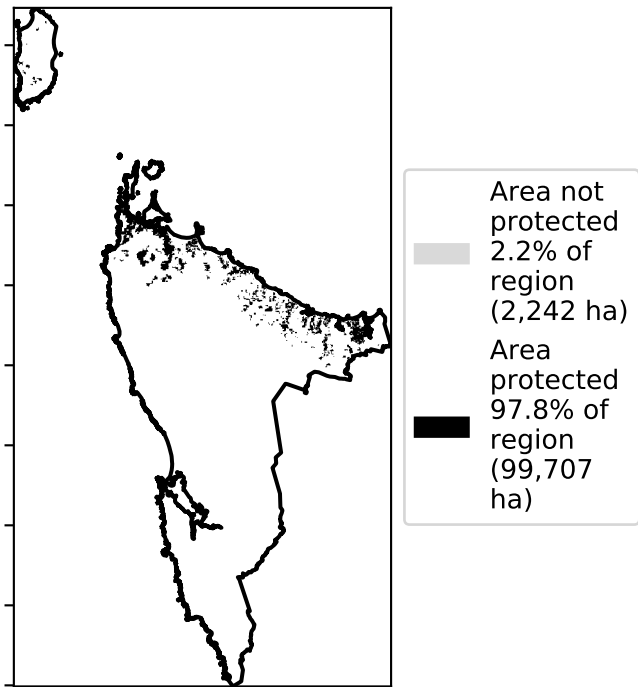 Area not
protected
2.2% of
region
(2,242 ha)
Area
protected
97.8% of
region
(99,707
ha)